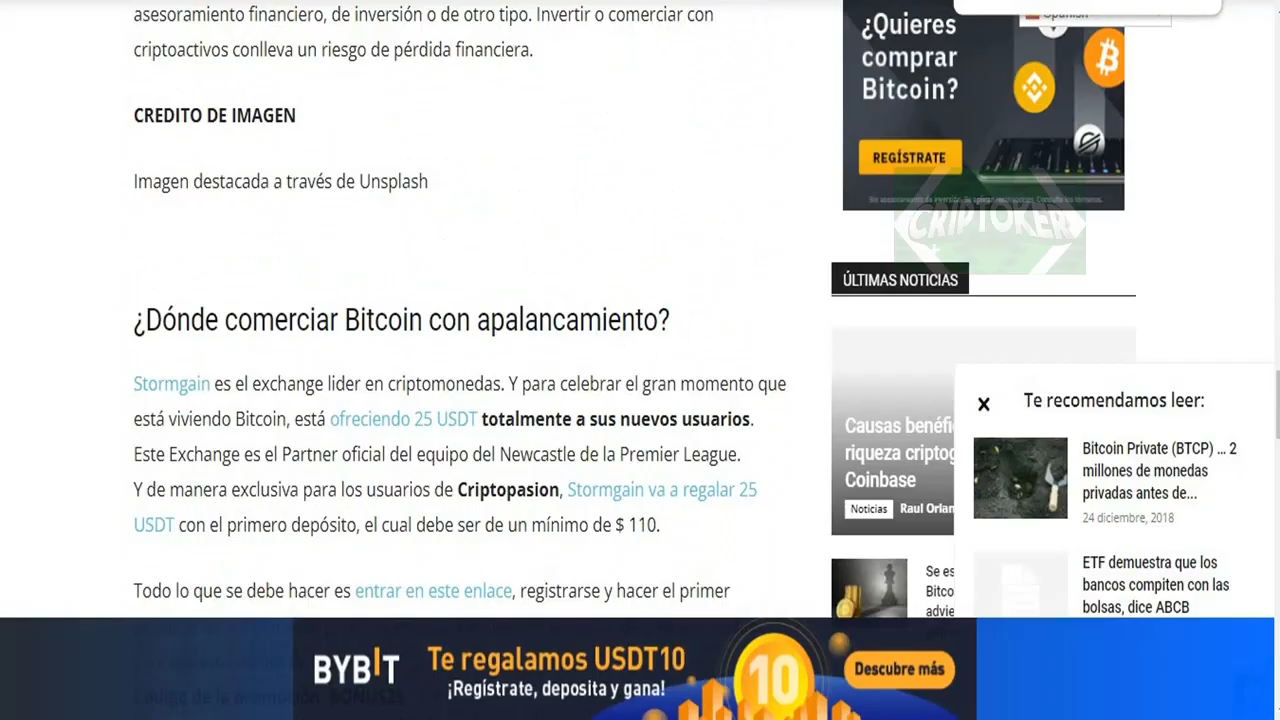 asesoramiento financiero, de inversión o de otro tipo. Invertir o comerciar con
criptoactivos conlleva un riesgo de pérdida financiera.
CREDITO DE IMAGEN
Imagen destacada a través de Unsplash
¿Dónde comerciar Bitcoin con apalancamiento?
Stormgain es el exchange lider en criptomonedas. Y para celebrar el gran momento que
está viviendo Bitcoin, está ofreciendo 25 USDT totalmente a sus nuevos usuarios.
Este Exchange es el Partner oficial del equipo del Newcastle de la Premier League.
Y de manera exclusiva para los usuarios de Criptopasion, Stormgain va a regalar 25
USDT con el primero depósito, el cual debe ser de un mínimo de $ 110.
Todo lo que se debe hacer es entrar en este enlace, registrarse y hacer el primer
Spanish
¿Quieres
comprar
Bitcoin?
REGÍSTRATE
CRIPTOKER
ÚLTIMAS NOTICIAS
Causas benéfi
riqueza criptog
Coinbase
Noticias Raul Orlan
Se es
Bitco
advie
x Te recomendamos leer:
Bitcoin Private (BTCP) ... 2
millones de monedas
privadas antes de...
24 diciembre, 2018
ETF demuestra que los
bancos compiten con las
bolsas, dice ABCB
BYBIT
Te regalamos USDT10
¡Regístrate, deposita y gana!
10
Descubre más